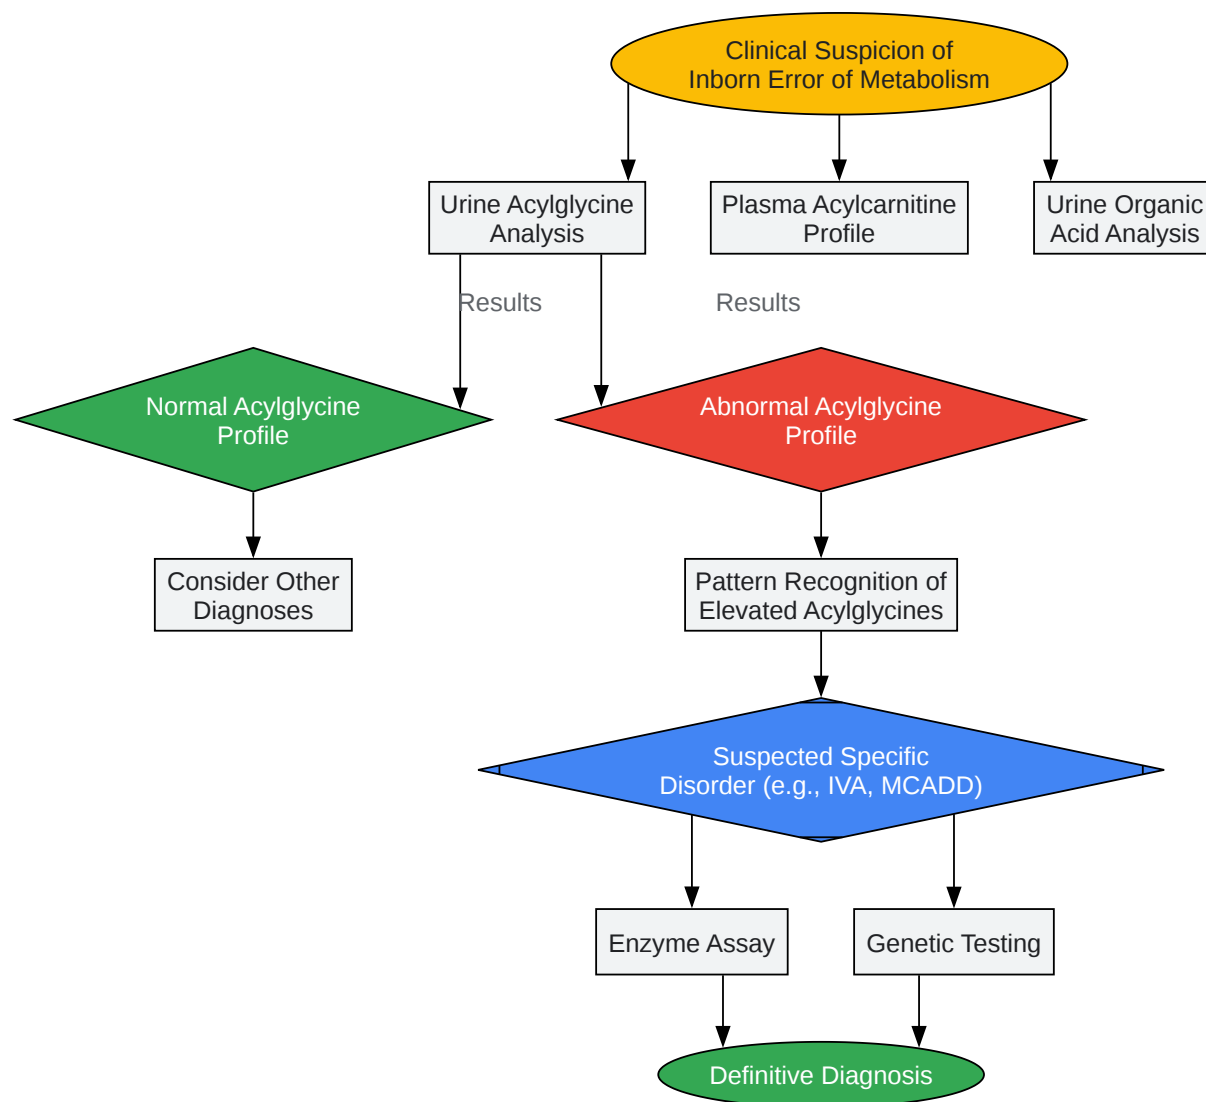 Clinical Suspicion of
Inborn Error of Metabolism
Urine Acylglycine
Analysis
Plasma Acylcarnitine
Profile
Urine Organic
Acid Analysis
Results
Results
Normal Acylglycine
Profile
Abnormal Acylglycine
Profile
Consider Other
Diagnoses
Pattern Recognition of
Elevated Acylglycines
Suspected Specific
Disorder (e.g., IVA, MCADD)
Enzyme Assay
Genetic Testing
Definitive Diagnosis